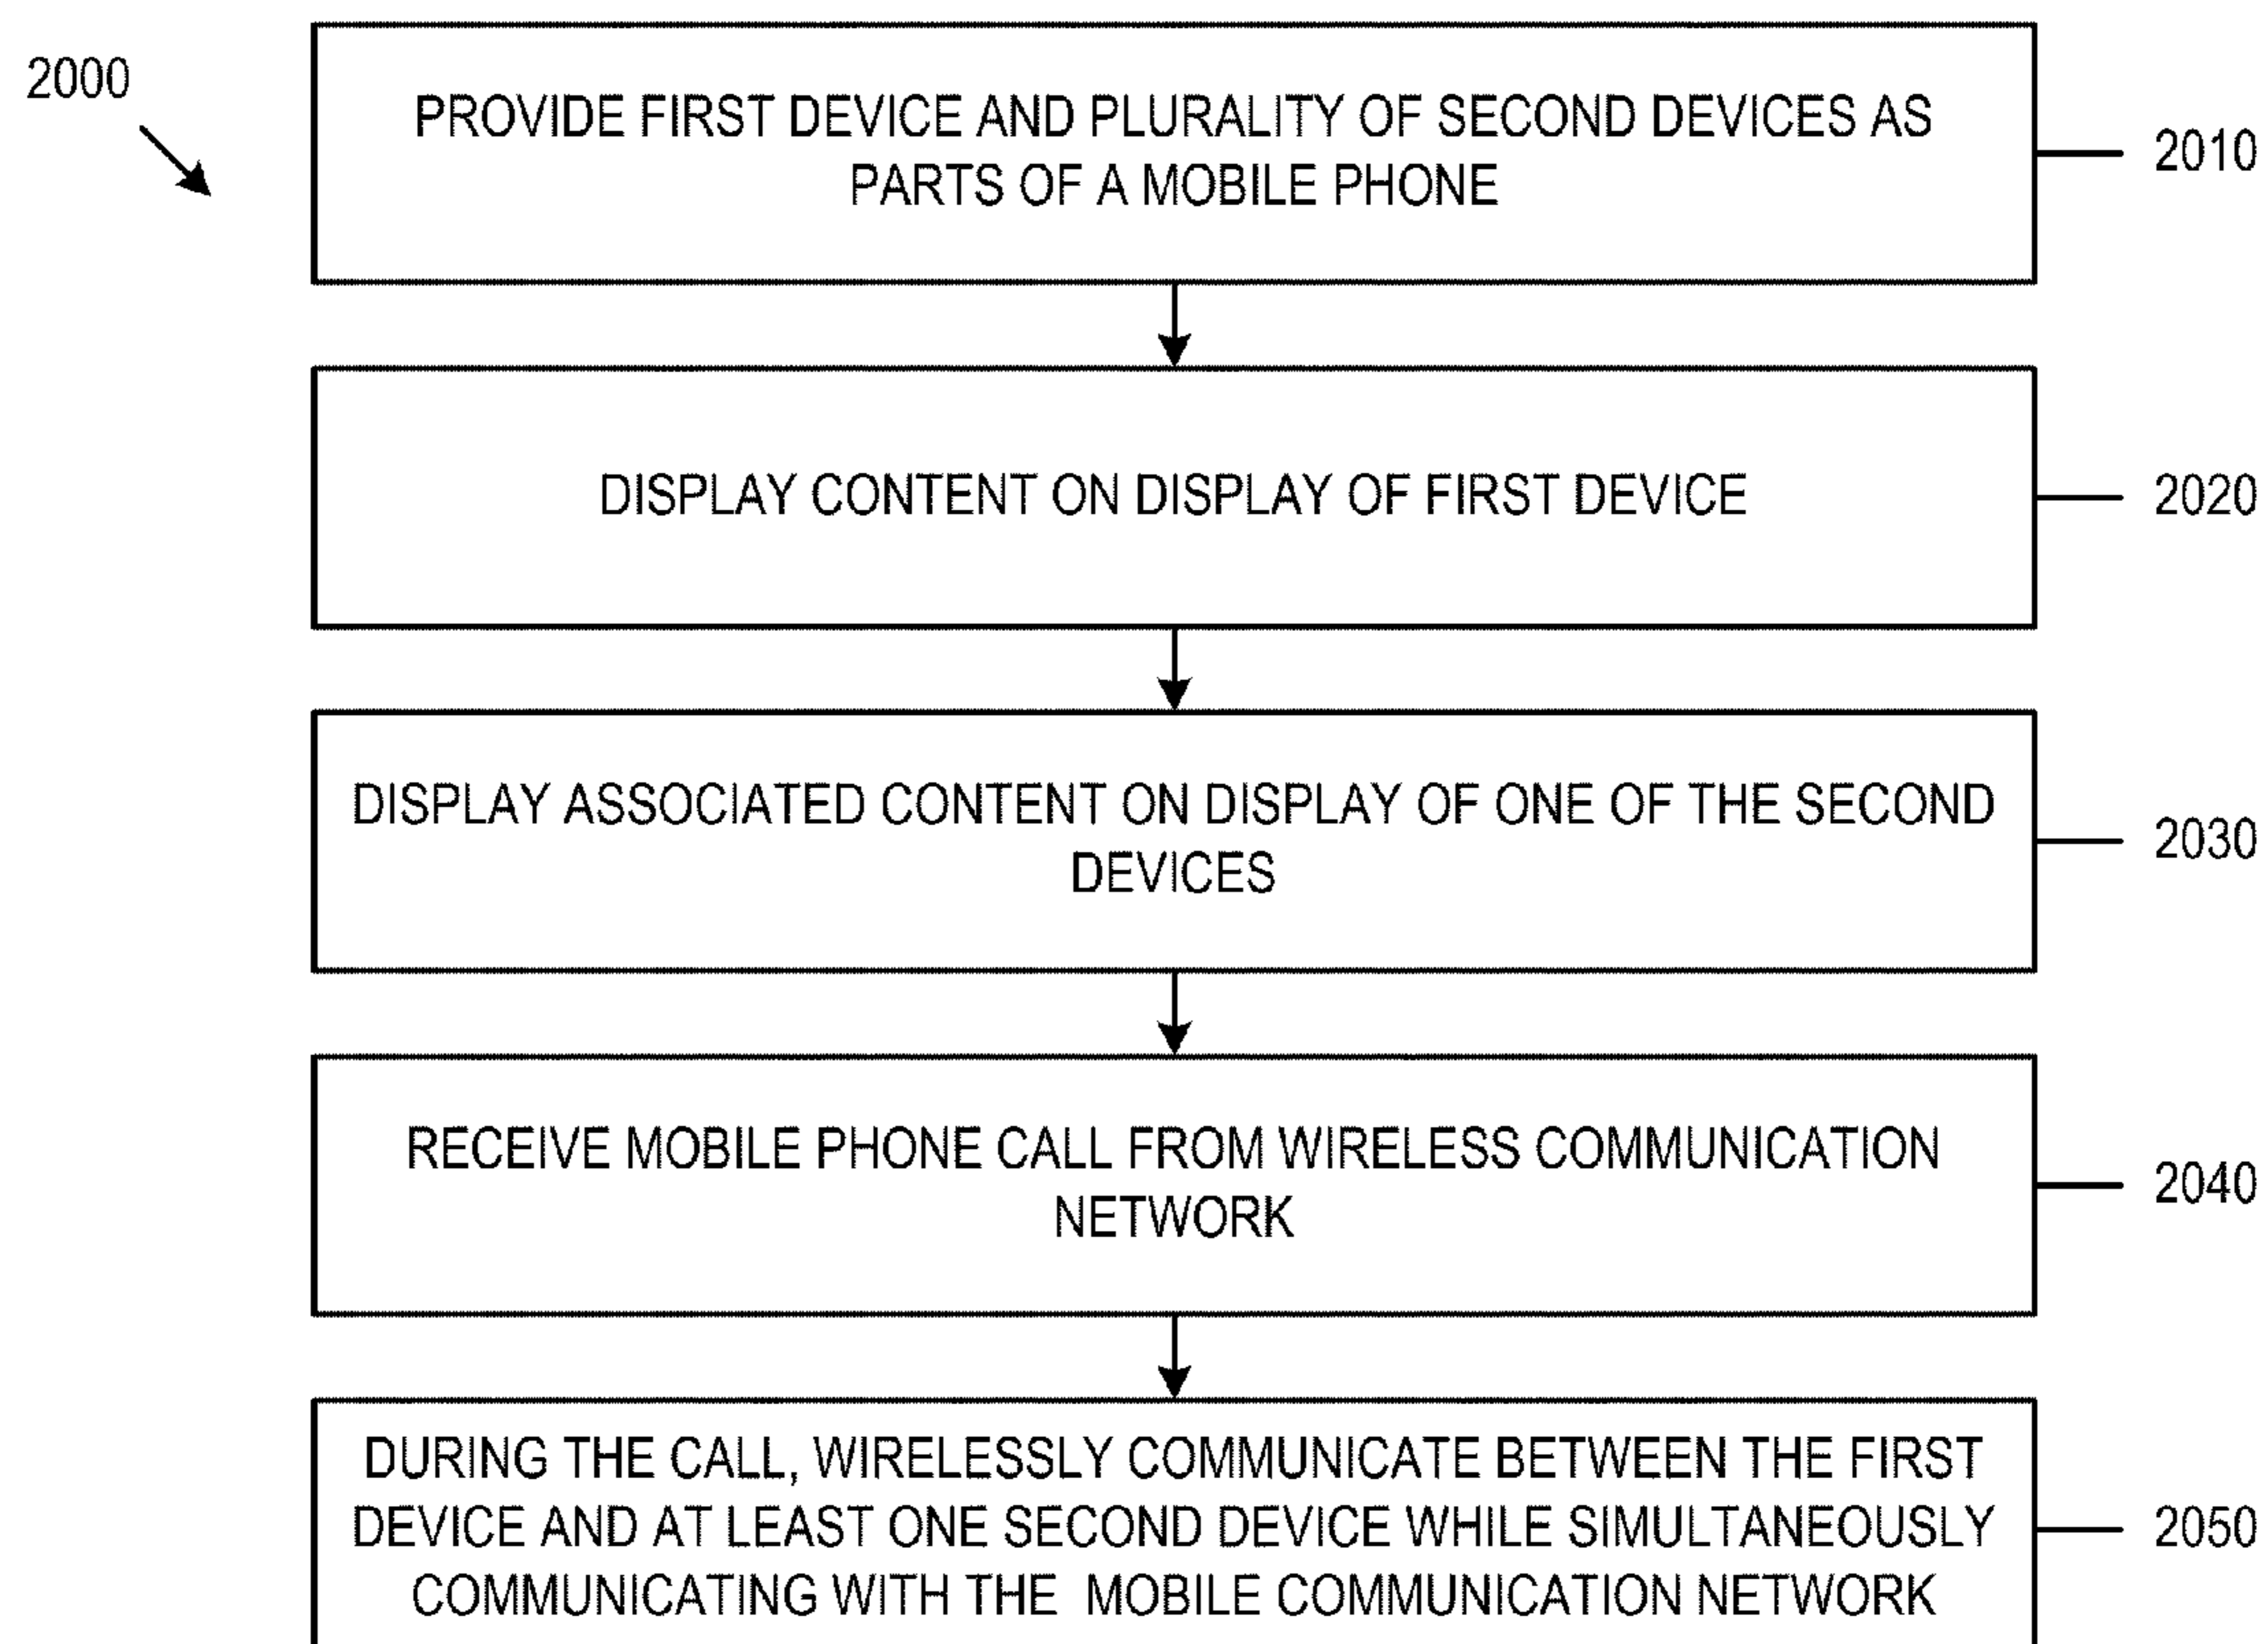 2000
PROVIDE FIRST DEVICE AND PLURALITY OF SECOND DEVICES AS
PARTS OF A MOBILE PHONE
2010
DISPLAY CONTENT ON DISPLAY OF FIRST DEVICE
2020
DISPLAY ASSOCIATED CONTENT ON DISPLAY OF ONE OF THE SECOND
DEVICES
2030
RECEIVE MOBILE PHONE CALL FROM WIRELESS COMMUNICATION
NETWORK
2040
DURING THE CALL, WIRELESSLY COMMUNICATE BETWEEN THE FIRST
DEVICE AND AT LEAST ONE SECOND DEVICE WHILE SIMULTANEOUSLY
COMMUNICATING WITH THE MOBILE COMMUNICATION NETWORK
2050